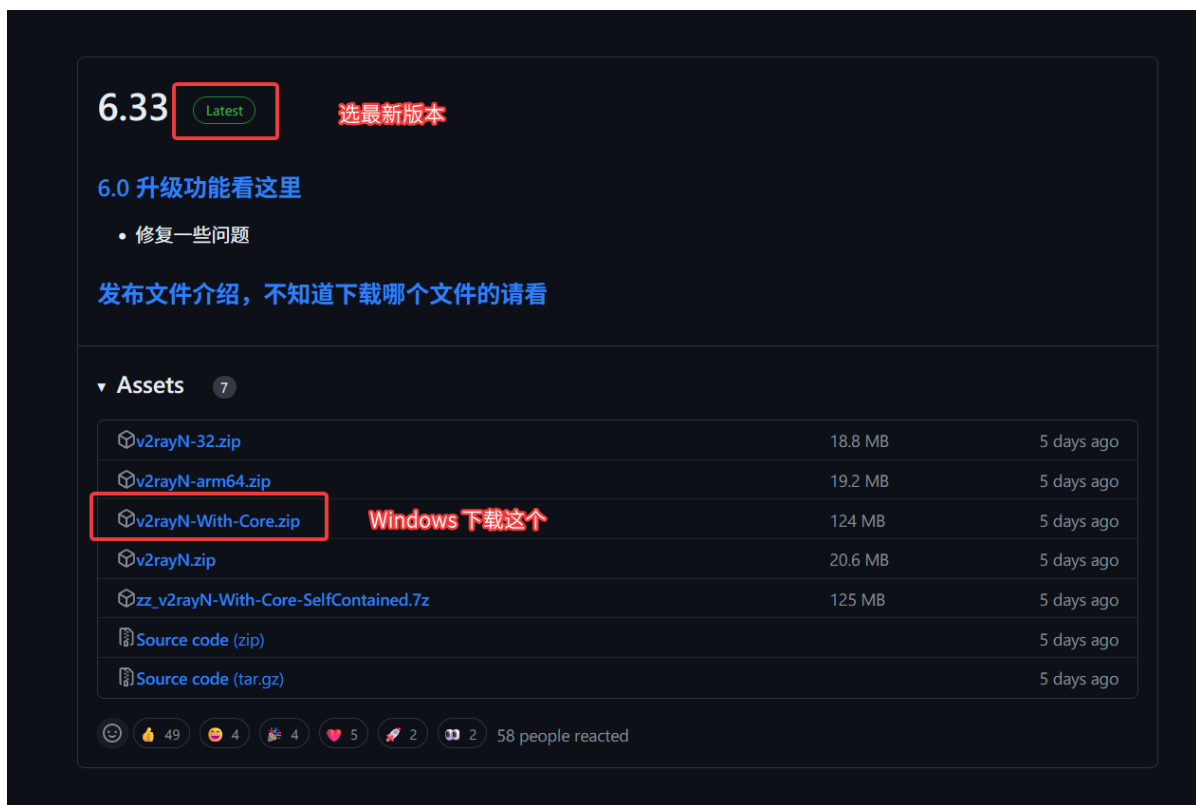 6.33 Latest 选最新版本
6.0 升级功能看这里
• 修复一些问题
发布文件介绍，不知道下载哪个文件的请看
Assets 7
v2rayN-32.zip 18.8 MB 5 days ago
v2rayN-arm64.zip 19.2 MB 5 days ago
v2rayN-With-Core.zip Windows 下载这个 124 MB 5 days ago
v2rayN.zip 20.6 MB 5 days ago
zz_v2rayN-With-Core-SelfContained.7z 125 MB 5 days ago
Source code (zip) 5 days ago
Source code (tar.gz) 5 days ago
49 4 4 5 2 2 58 people reacted